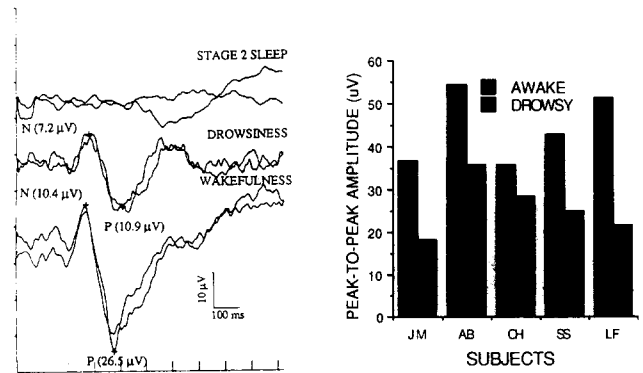 STAGE 2 SLEEP
N (7.2 µV)
DROWSINESS
WAKEFULNESS
N (10.4 µV)
P (10.9 µV)
10 µV
100 ms
P (26.5 µV)
PEAK-TO-PEAK AMPLITUDE (uV)
60
50
40
30
20
10
0
AWAKE
DROWSY
JM AB CH SS LF
SUBJECTS